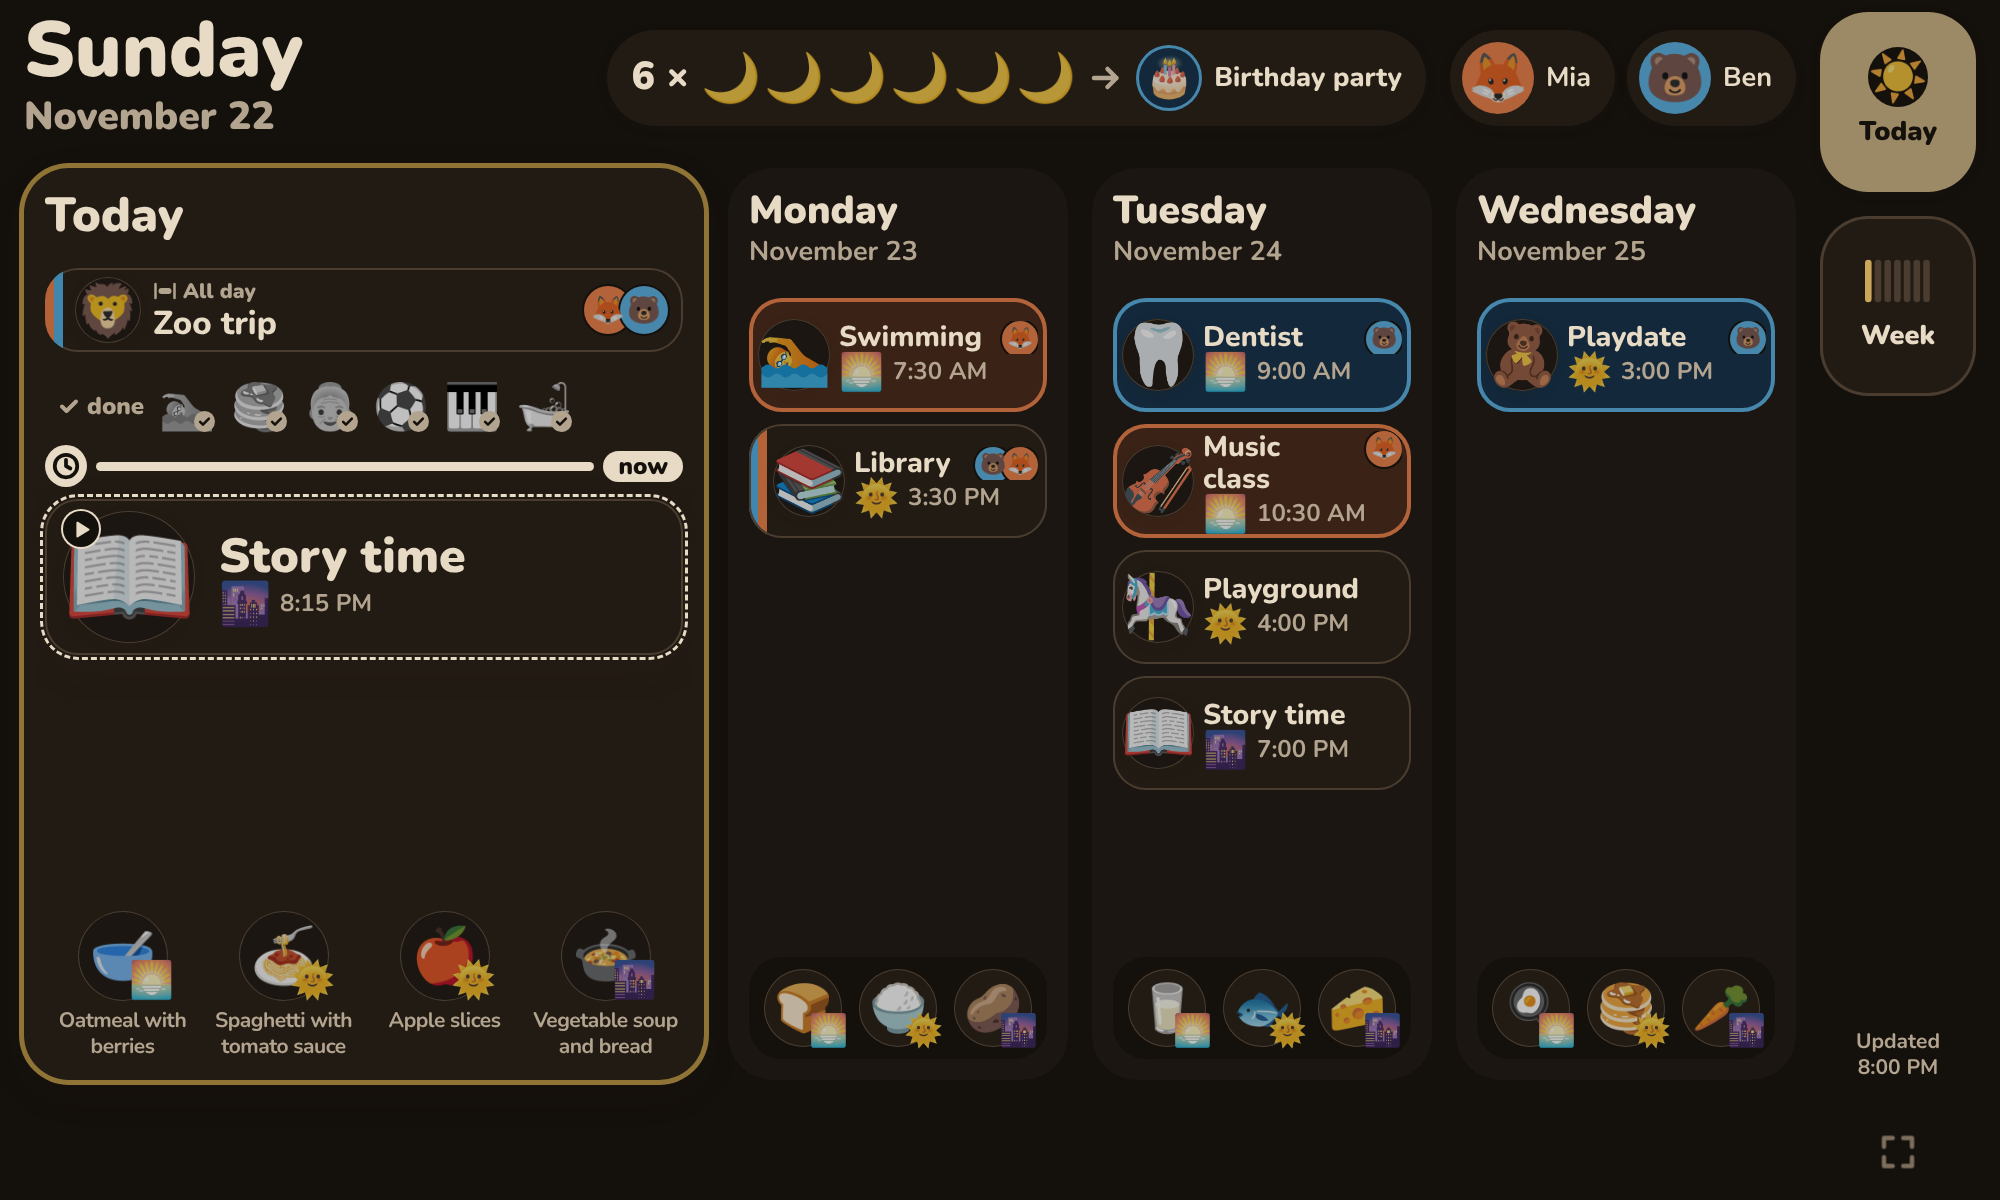 Sunday
November 22
6 × → Birthday party
Mia
Ben
Today
Week
Today
All day
Zoo trip
done
now
Story time
8:15 PM
Oatmeal with
berries
Spaghetti with
tomato sauce
Apple slices
Vegetable soup
and bread
Monday
November 23
Swimming
7:30 AM
Library
3:30 PM
Tuesday
November 24
Dentist
9:00 AM
Music
class
10:30 AM
Playground
4:00 PM
Story time
7:00 PM
Wednesday
November 25
Playdate
3:00 PM
Updated
8:00 PM